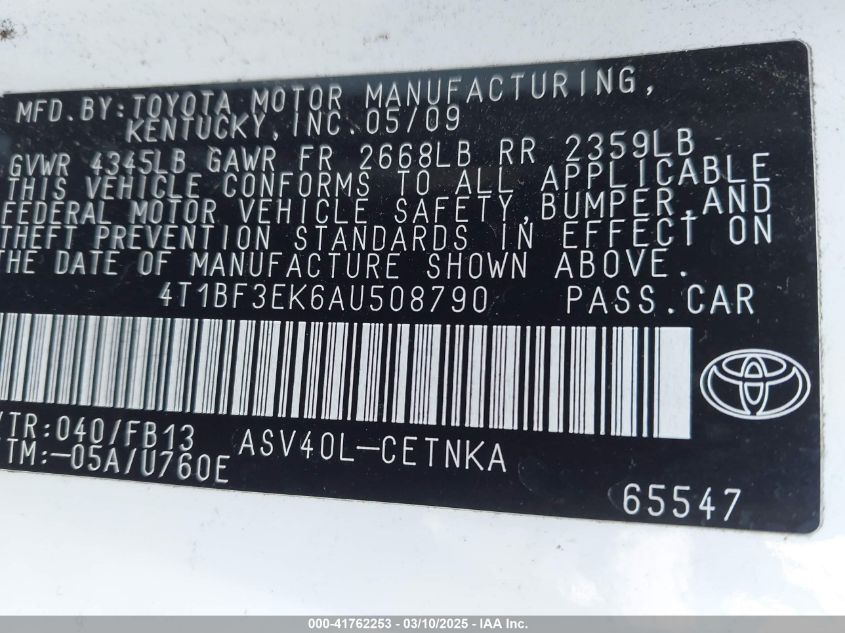 MFD. BY: TOYOTA MOTOR MANUFACTURING,
KENTUCKY, INC. 05/09
GVWR 4345LB GAWR FR 2668LB RR 2359LB
THIS VEHICLE CONFORMS TO ALL APPLICABLE
FEDERAL MOTOR VEHICLE SAFETY, BUMPER, AND
THEFT PREVENTION STANDARDS IN EFFECT ON
THE DATE OF MANUFACTURE SHOWN ABOVE.
4T1BF3EK6AU508790 PASS. CAR
/TR: 040/FB13 ASV40L-CETNKA
TM: -05A/U760E
65547
000-41762253 - 03/10/2025 - IAA Inc.